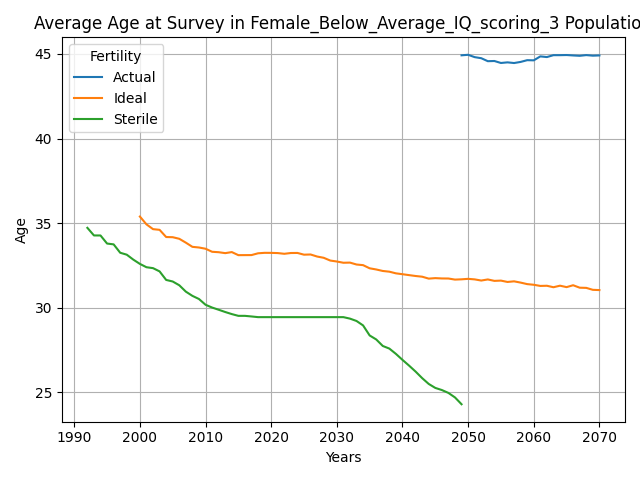 Average Age at Survey in Female_Below_Average_IQ_scoring_3 Populatio
Fertility
Actual
Ideal
Sterile
45
40
35
30
25
Age
1990 2000 2010 2020 2030 2040 2050 2060 2070
Years